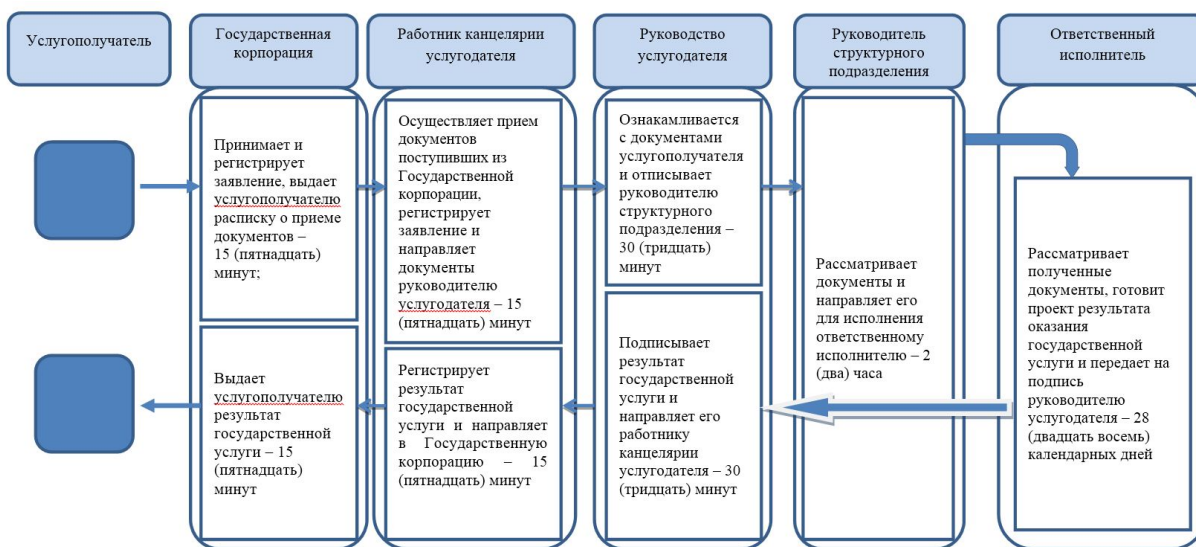 Услугополучатель
Государственная
корпорация
Работник канцелярии
услугодателя
Руководство
услугодателя
Руководитель
структурного
подразделения
Ответственный
исполнитель
Принимает и
регистрирует
заявление, выдает
услугополучателю
расписку о приеме
документов –
15 (пятнадцать)
минут;
Осуществляет прием
документов
поступивших из
Государственной
корпорации,
регистрирует
заявление и
направляет
документы
руководителю
услугодателя – 15
(пятнадцать) минут
Ознакамливается
с документами
услугополучателя
и отписывает
руководителю
структурного
подразделения –
30 (тридцать)
минут
Рассматривает
документы и
направляет его
для исполнения
ответственному
исполнителю – 2
(два) часа
Рассматривает
полученные
документы, готовит
проект результата
оказания
государственной
услуги и передает на
подпись
руководителю
услугодателя – 28
(двадцать восемь)
календарных дней
Подписывает
результат
государственной
услуги и
направляет его
работнику
канцелярии
услугодателя – 30
(тридцать) минут
Регистрирует
результат
государственной
услуги и направляет
в Государственную
корпорацию – 15
(пятнадцать) минут
Выдает
услугополучателю
результат
государственной
услуги – 15
(пятнадцать)
минут